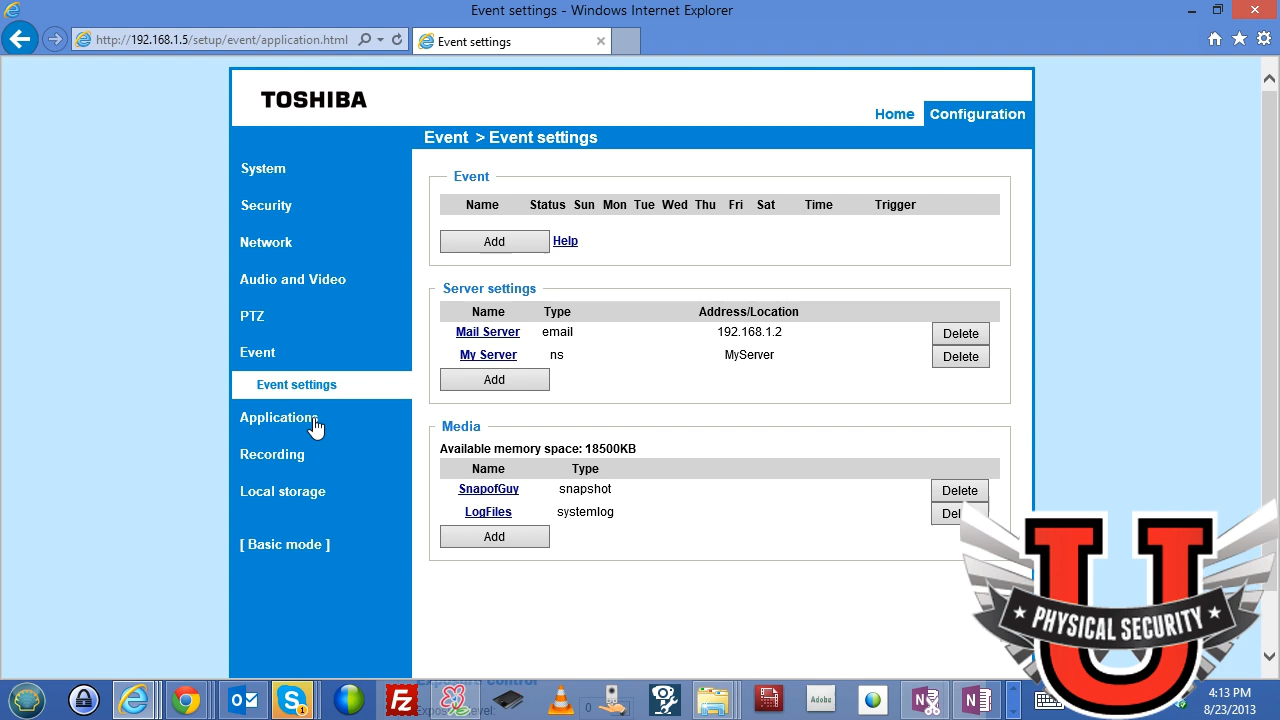 Event settings - Windows Internet Explorer
http://192.168.1.5/setup/event/application.html
Event settings
TOSHIBA
Home
Configuration
Event > Event settings
System
Security
Network
Audio and Video
PTZ
Event
Event settings
Applications
Recording
Local storage
[ Basic mode ]
Event
Name Status Sun Mon Tue Wed Thu Fri Sat Time Trigger
Add Help
Server settings
Name Type Address/Location
Mail Server email 192.168.1.2 Delete
My Server ns MyServer Delete
Add
Media
Available memory space: 18500KB
Name Type
SnapofGuy snapshot Delete
LogFiles systemlog
Add
U
PHYSICAL SECURITY
Adobe
4:13 PM
8/23/2013